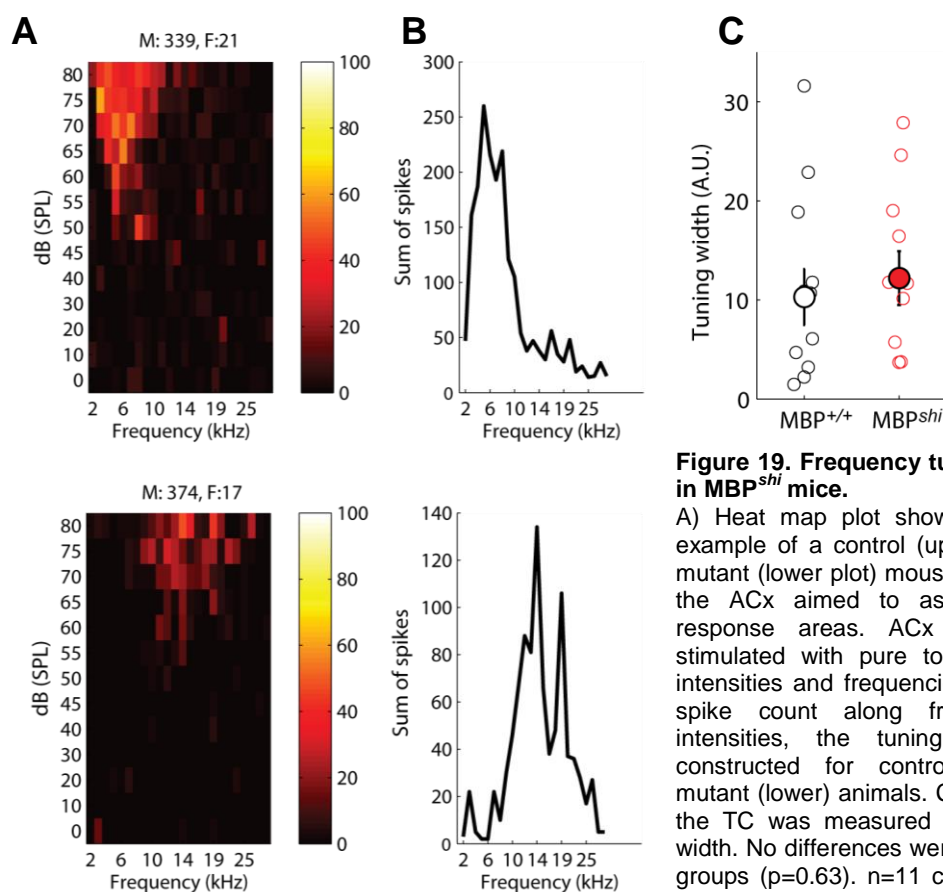 A
B
C
M: 339, F:21
80
75
70
65
60
55
50
45
40
30
20
10
0
dB (SPL)
2 6 10 14 19 25
Frequency (kHz)
100
80
60
40
20
0
300
250
200
150
100
50
0
Sum of spikes
2 6 10 14 19 25
Frequency (kHz)
30
20
10
0
Tuning width (A.U.)
MBP+/+ MBPshi
M: 374, F:17
80
75
70
65
60
55
50
45
40
30
20
10
0
dB (SPL)
2 6 10 14 19 25
Frequency (kHz)
100
80
60
40
20
0
140
120
100
80
60
40
20
0
Sum of spikes
2 6 10 14 19 25
Frequency (kHz)
Figure 19. Frequency tu
in MBPshi mice.
A) Heat map plot show
example of a control (up
mutant (lower plot) mous
the ACx aimed to as
response areas. ACx
stimulated with pure to
intensities and frequenci
spike count along fr
intensities, the tuning
constructed for contro
mutant (lower) animals. C
the TC was measured
width. No differences wer
groups (p=0.63). n=11 c